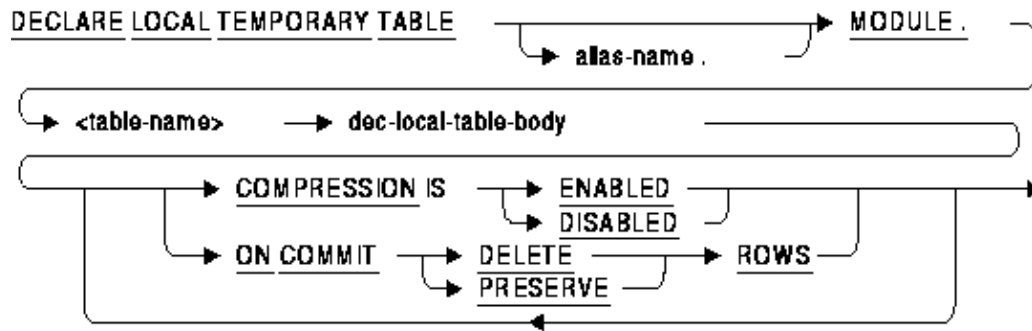 DECLARE LOCAL TEMPORARY TABLE MODULE .
alias-name .
<table-name> dec-local-table-body
COMPRESSION IS ENABLED
DISABLED
ON COMMIT DELETE ROWS
PRESERVE